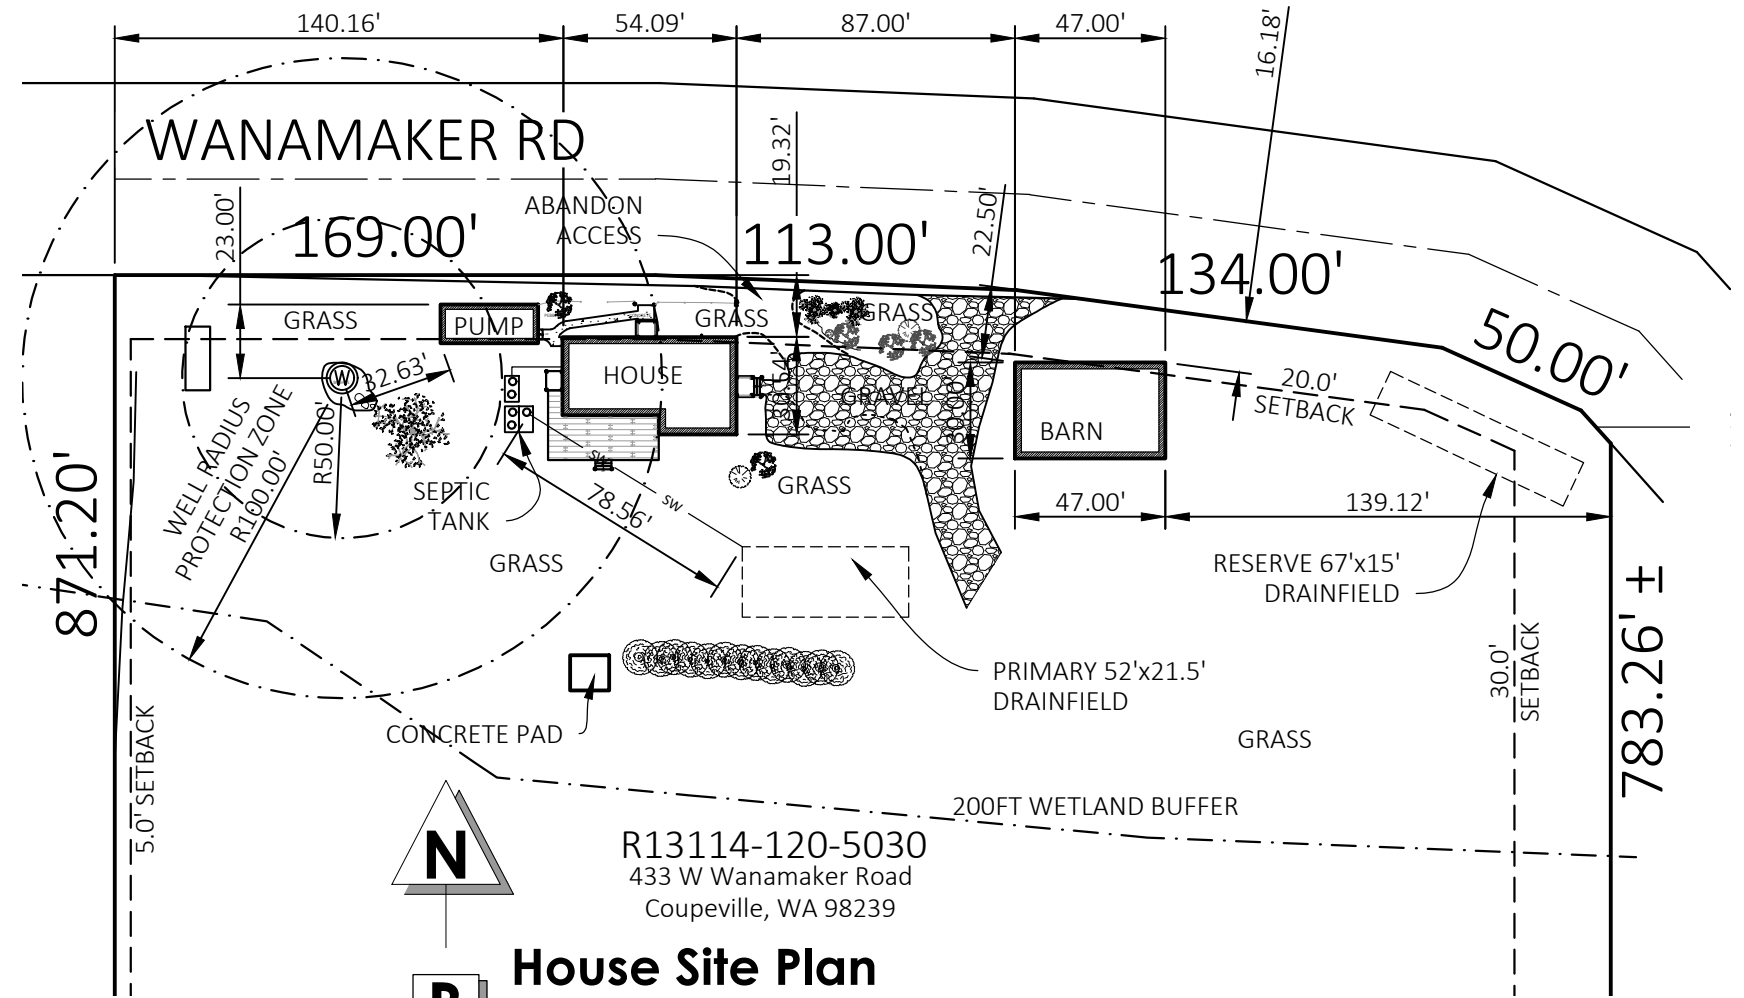 140.16'
54.09'
87.00'
47.00'
16.18'
WANAMAKER RD
19.32'
23.00'
ABANDON
ACCESS
169.00'
113.00'
22.50'
134.00'
GRASS
PUMP
GRASS
GRASS
50.00'
W
32.63'
HOUSE
GRAVEL
30.00'
BARN
20.0'
SETBACK
WELL RADIUS
PROTECTION ZONE
R100.00'
R50.00'
871.20'
SEPTIC
TANK
SW
SW
78.56'
GRASS
47.00'
139.12'
GRASS
RESERVE 67'x15'
DRAINFIELD
783.26' ±
PRIMARY 52'x21.5'
DRAINFIELD
30.0'
SETBACK
CONCRETE PAD
GRASS
5.0' SETBACK
200FT WETLAND BUFFER
N
R13114-120-5030
433 W Wanamaker Road
Coupeville, WA 98239
House Site Plan